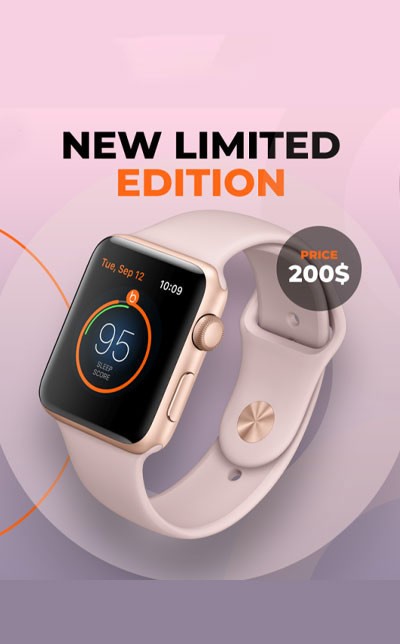 NEW LIMITED
EDITION
PRICE
200$
Tue, Sep 12
10:09
95
SLEEP
SCORE